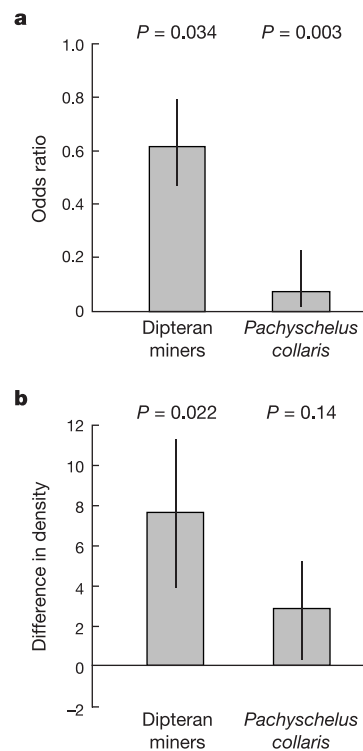 a
P = 0.034 P = 0.003
1.0
0.8
0.6
0.4
0.2
0
Odds ratio
Dipteran miners
Pachyschelus collaris
b
P = 0.022 P = 0.14
12
10
8
6
4
2
0
–2
Difference in density
Dipteran miners
Pachyschelus collaris